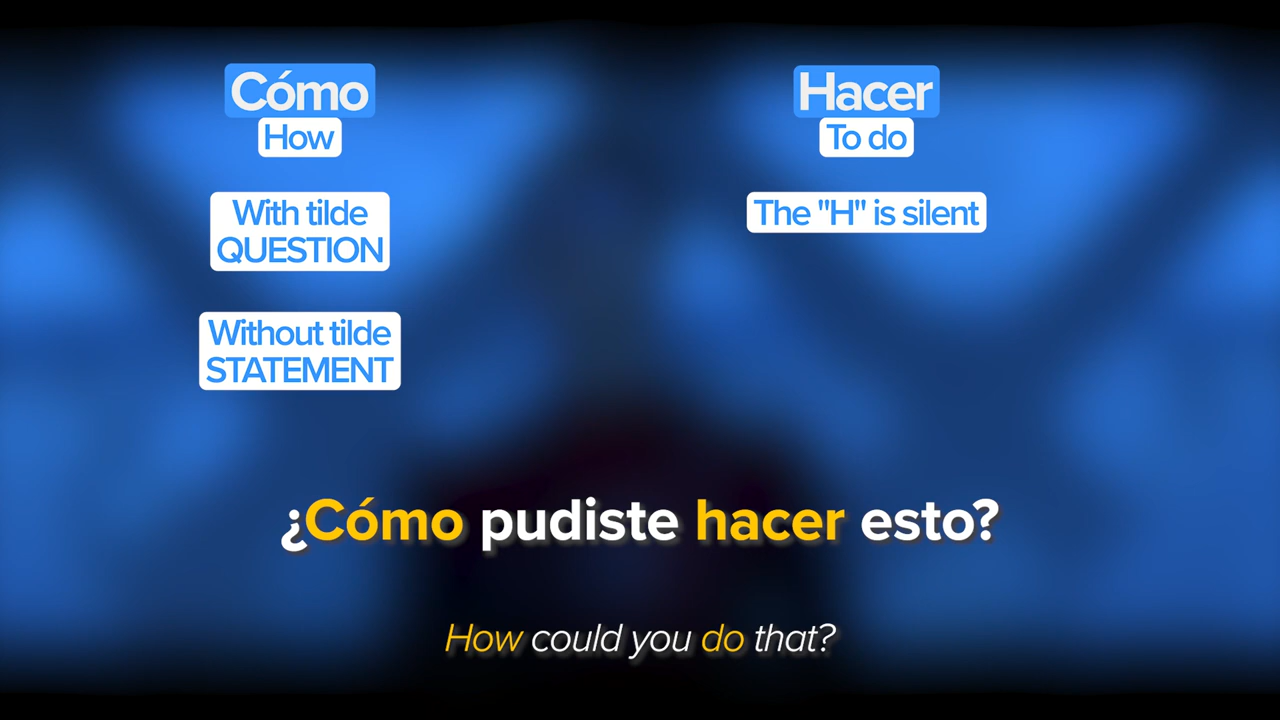 Cómo
How
With tilde
QUESTION
Without tilde
STATEMENT
Hacer
To do
The "H" is silent
¿Cómo pudiste hacer esto?
How could you do that?